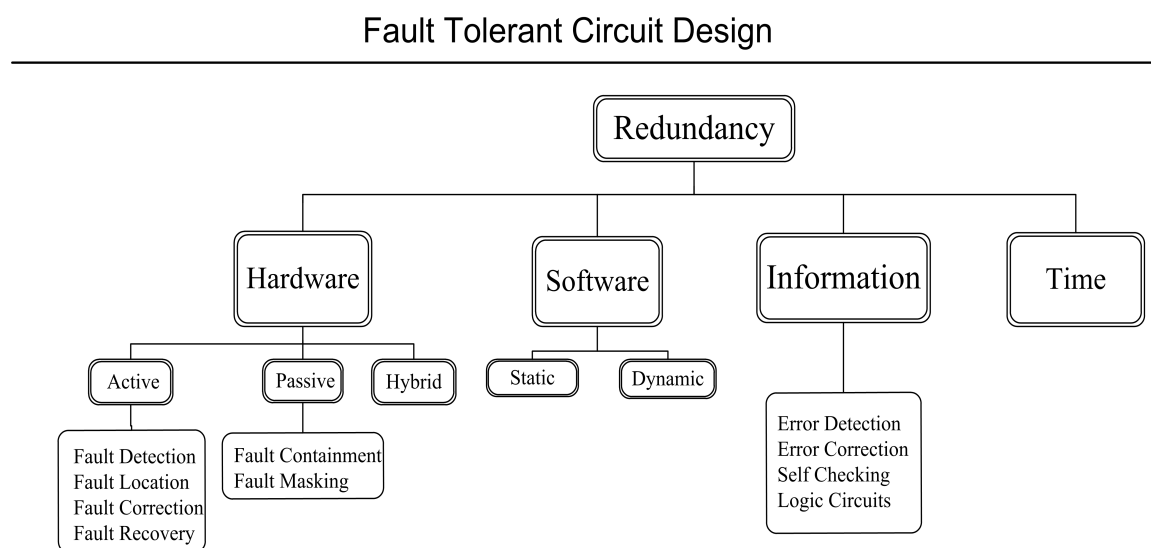 Fault Tolerant Circuit Design
Redundancy
Hardware
Software
Information
Time
Active
Passive
Hybrid
Static
Dynamic
Fault Detection
Fault Location
Fault Correction
Fault Recovery
Fault Containment
Fault Masking
Error Detection
Error Correction
Self Checking
Logic Circuits